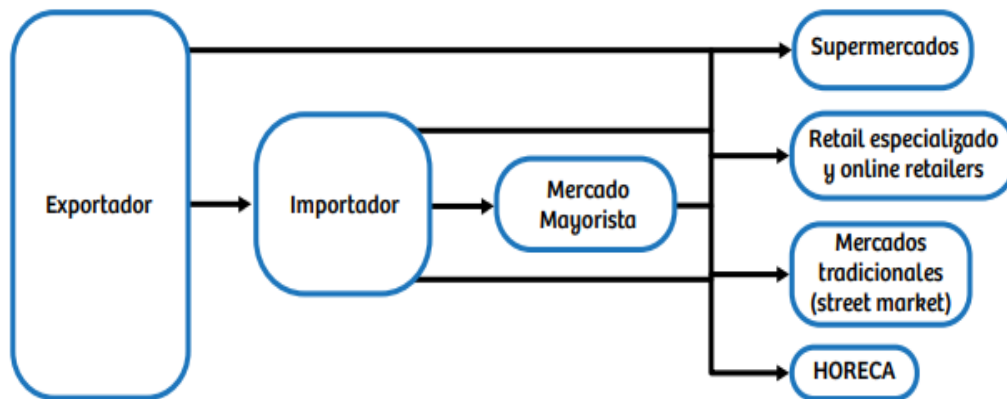 Exportador
Importador
Mercado
Mayorista
Supermercados
Retail especializado
y online retailers
Mercados
tradicionales
(street market)
HORECA